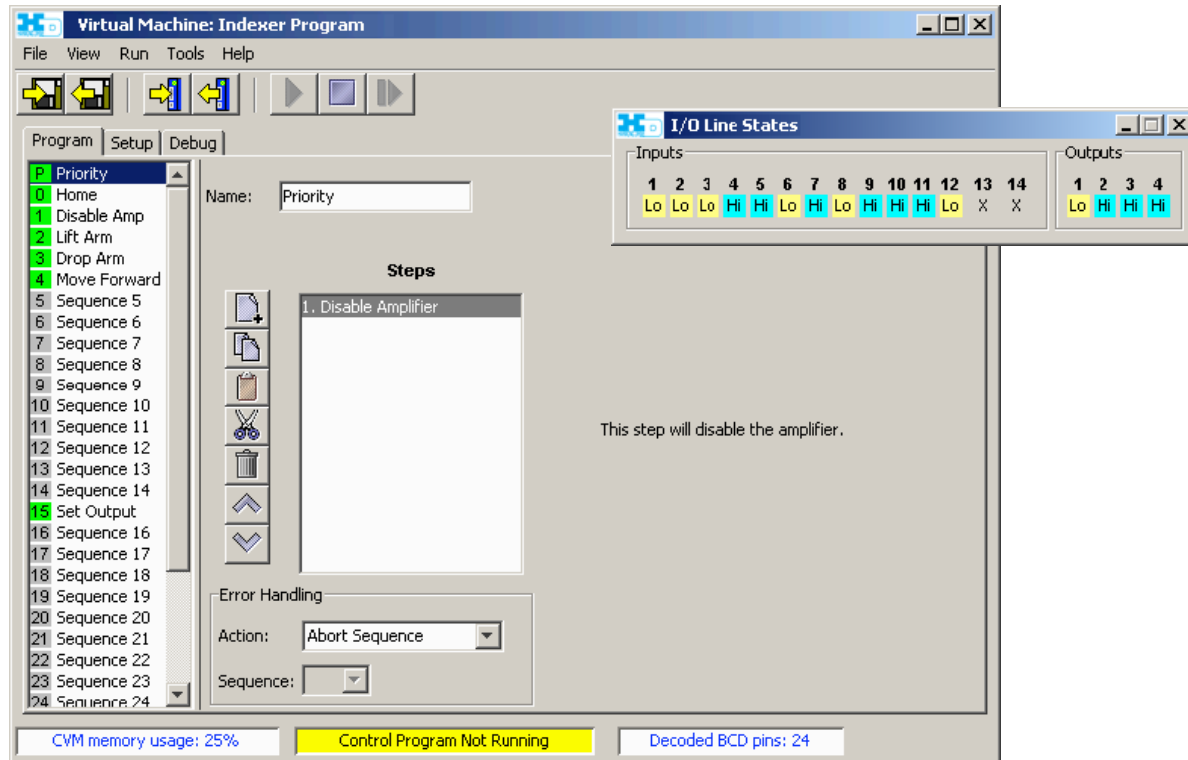 Virtual Machine: Indexer Program
File View Run Tools Help
Program Setup Debug
P Priority
0 Home
1 Disable Amp
2 Lift Arm
3 Drop Arm
4 Move Forward
5 Sequence 5
6 Sequence 6
7 Sequence 7
8 Sequence 8
9 Sequence 9
10 Sequence 10
11 Sequence 11
12 Sequence 12
13 Sequence 13
14 Sequence 14
15 Set Output
16 Sequence 16
17 Sequence 17
18 Sequence 18
19 Sequence 19
20 Sequence 20
21 Sequence 21
22 Sequence 22
23 Sequence 23
24 Sequence 24
Name: Priority
Steps
1. Disable Amplifier
This step will disable the amplifier.
Error Handling
Action: Abort Sequence
Sequence:
I/O Line States
Inputs
1 2 3 4 5 6 7 8 9 10 11 12 13 14
Lo Lo Lo Hi Hi Lo Hi Lo Hi Hi Hi Lo X X
Outputs
1 2 3 4
Lo Hi Hi Hi
CVM memory usage: 25%
Control Program Not Running
Decoded BCD pins: 24